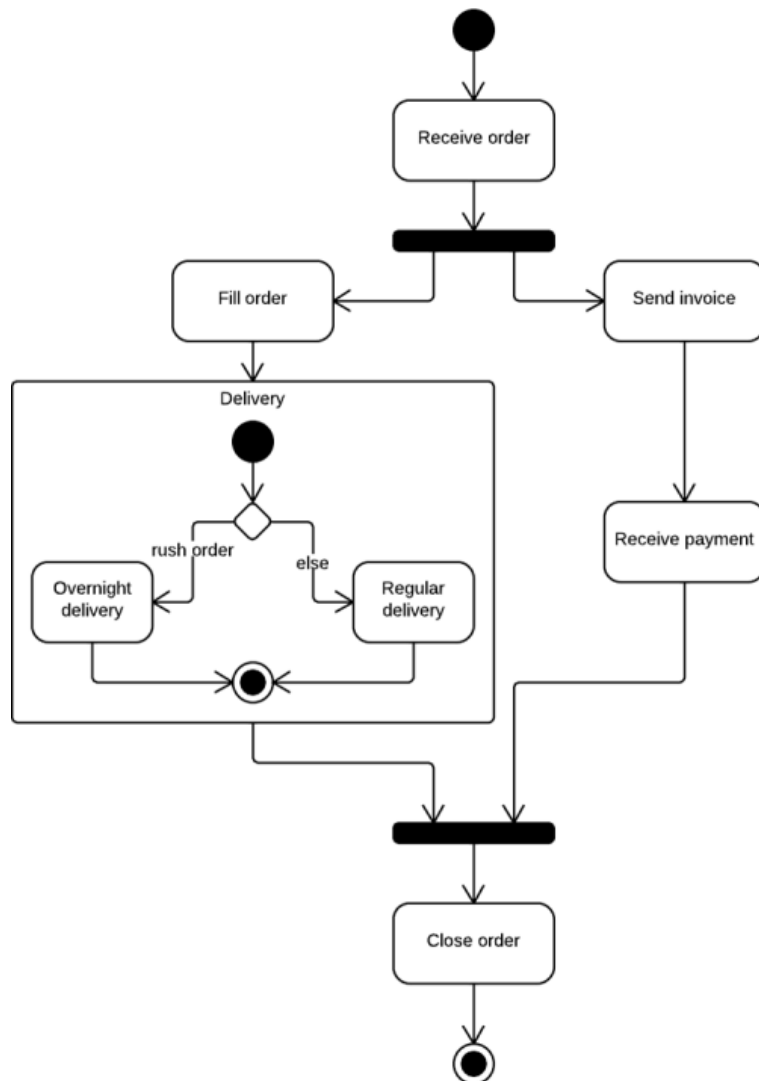 Receive order
Fill order
Send invoice
Delivery
rush order
else
Receive payment
Overnight
delivery
Regular
delivery
Close order